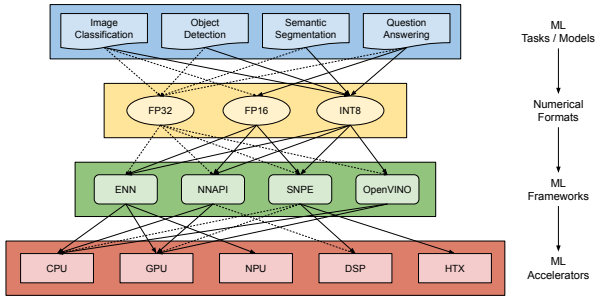 Image
Classification
Object
Detection
Semantic
Segmentation
Question
Answering
ML
Tasks / Models
FP32
FP16
INT8
Numerical
Formats
ENN
NNAPI
SNPE
OpenVINO
ML
Frameworks
CPU
GPU
NPU
DSP
HTX
ML
Accelerators